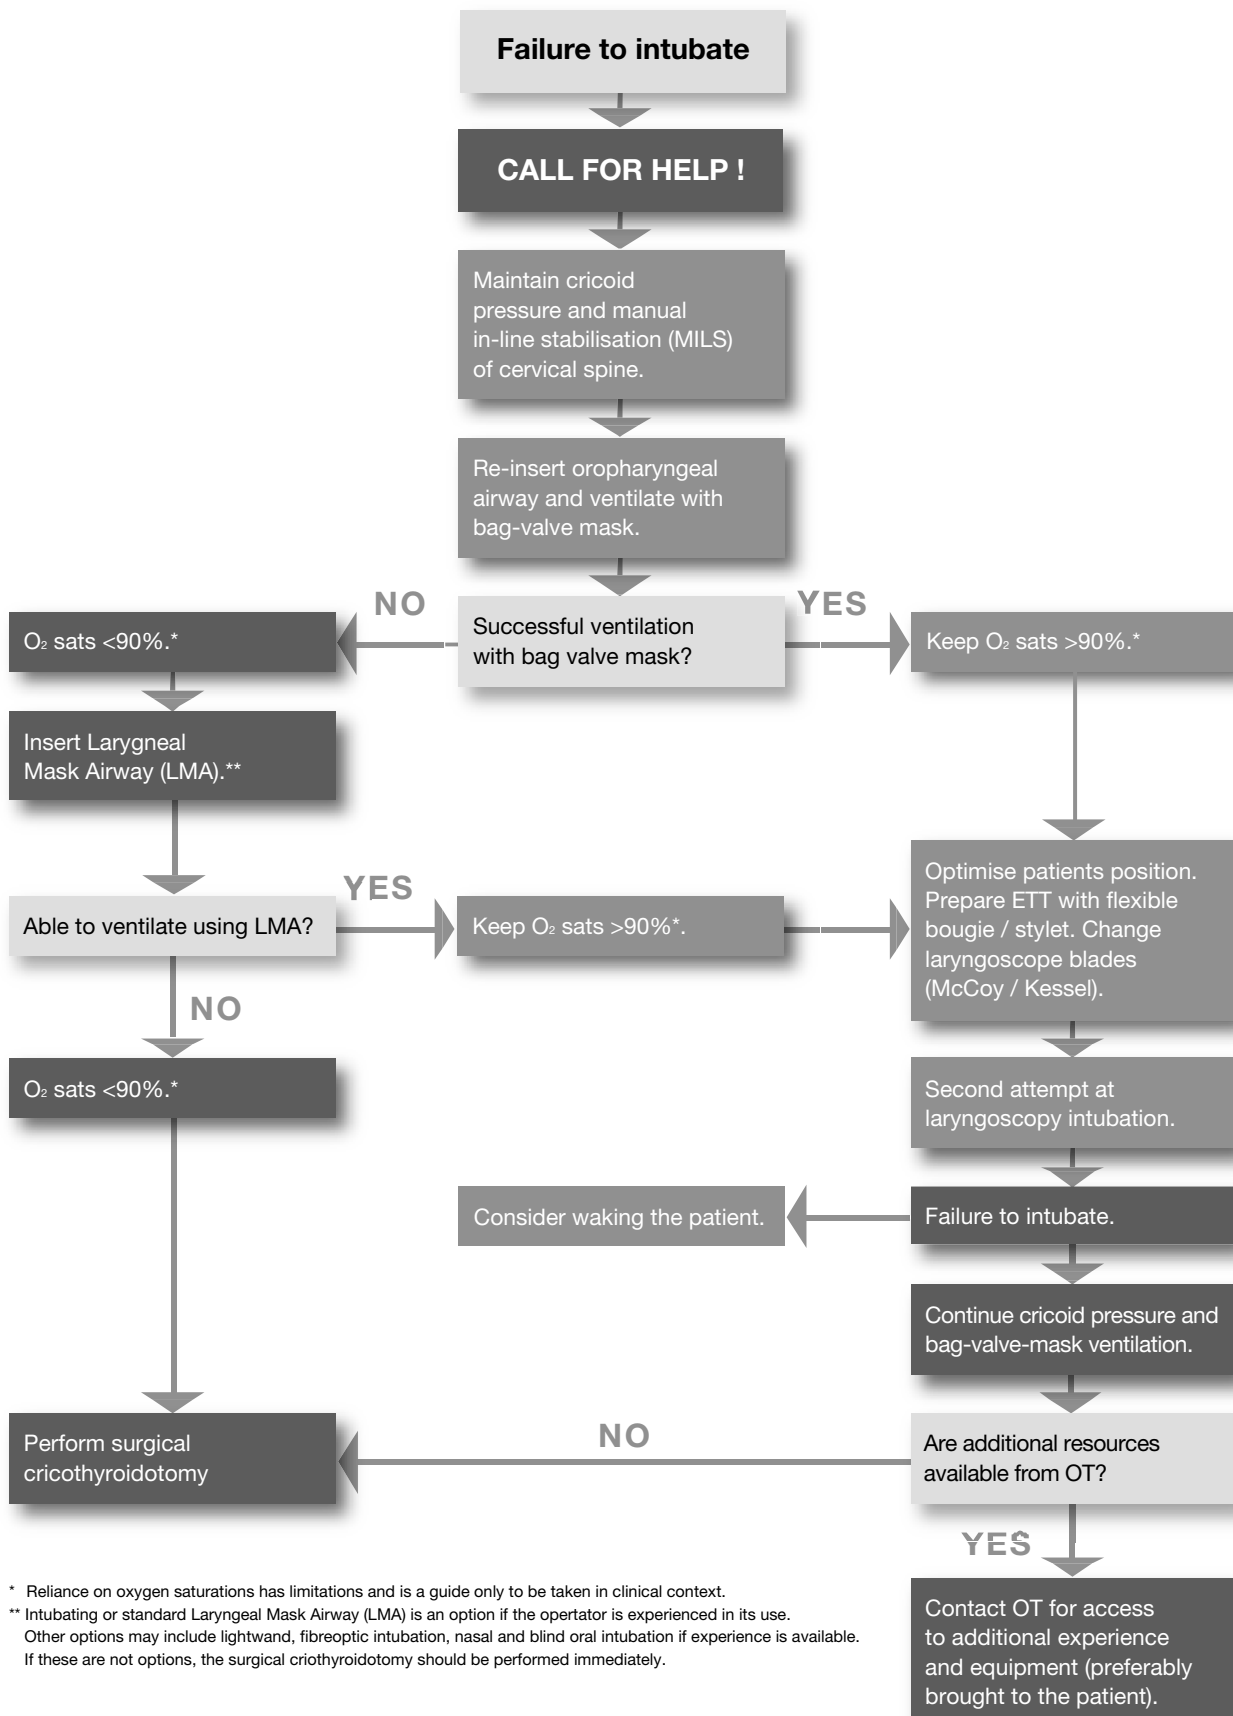 Failure to intubate
CALL FOR HELP !
Maintain cricoid
pressure and manual
in-line stabilisation (MILS)
of cervical spine.
Re-insert oropharyngeal
airway and ventilate with
bag-valve mask.
Successful ventilation
with bag valve mask?
NO
YES
O₂ sats <90%.*
Keep O₂ sats >90%.*
Insert Larygneal
Mask Airway (LMA).**
Able to ventilate using LMA?
YES
Keep O₂ sats >90%*.
Optimise patients position.
Prepare ETT with flexible
bougie / stylet. Change
laryngoscope blades
(McCoy / Kessel).
NO
O₂ sats <90%.*
Second attempt at
laryngoscopy intubation.
Consider waking the patient.
Failure to intubate.
Continue cricoid pressure and
bag-valve-mask ventilation.
Perform surgical
cricothyroidotomy
NO
Are additional resources
available from OT?
YES
Contact OT for access
to additional experience
and equipment (preferably
brought to the patient).
* Reliance on oxygen saturations has limitations and is a guide only to be taken in clinical context.
** Intubating or standard Laryngeal Mask Airway (LMA) is an option if the opertator is experienced in its use.
Other options may include lightwand, fibreoptic intubation, nasal and blind oral intubation if experience is available.
If these are not options, the surgical criothyroidotomy should be performed immediately.